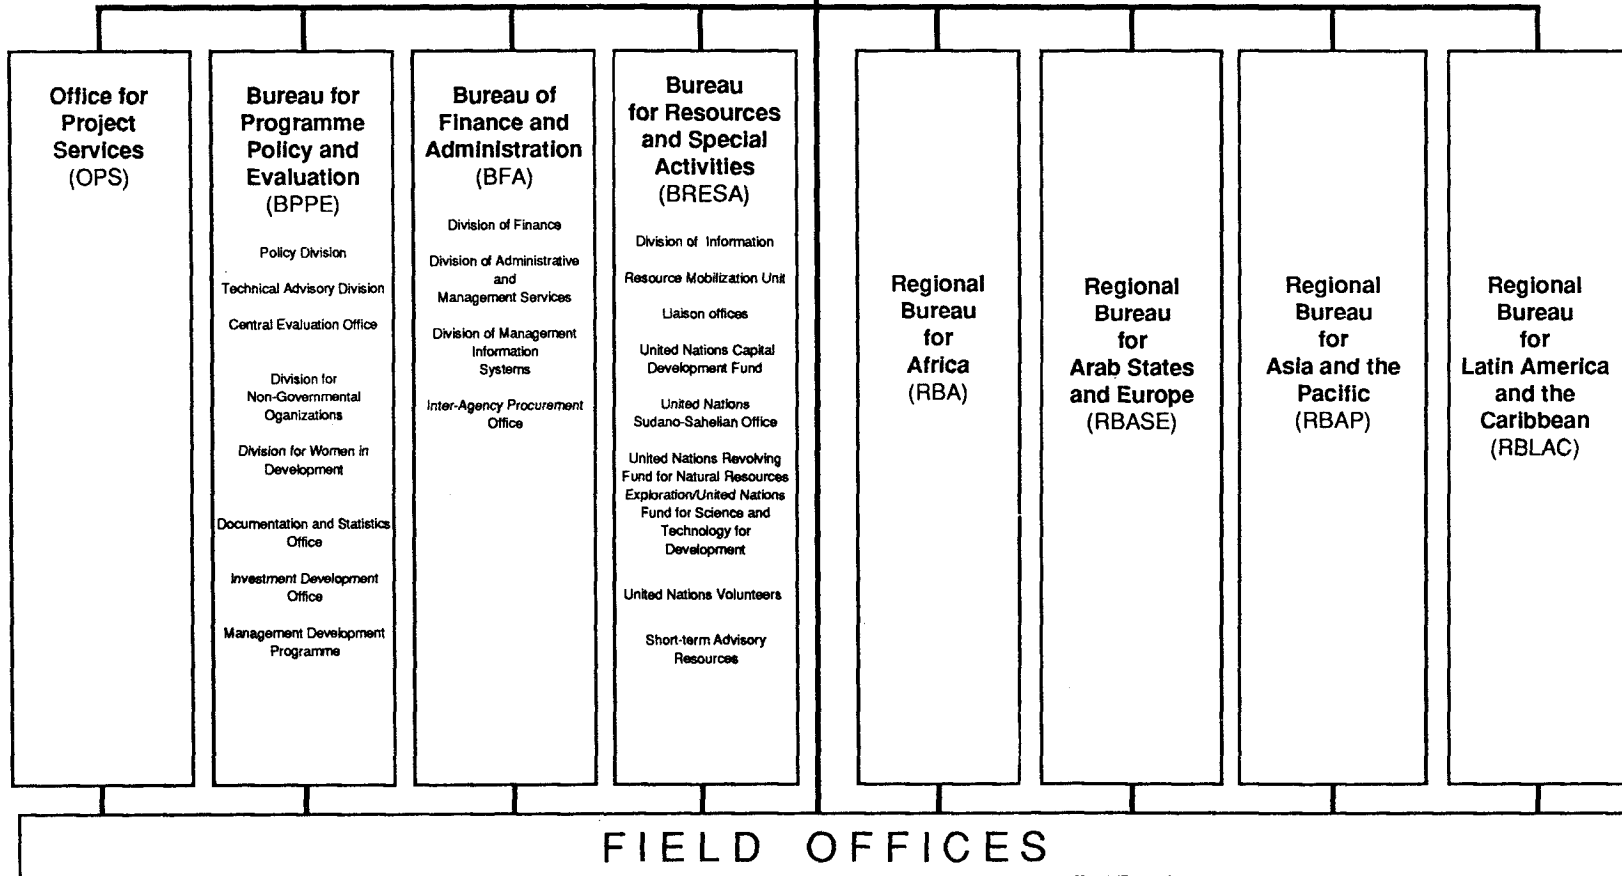 Office for
Project
Services
(OPS)
Bureau for
Programme
Policy and
Evaluation
(BPPE)
Policy Division
Technical Advisory Division
Central Evaluation Office
Division for
Non-Governmental
Oganizations
Division for Women in
Development
Documentation and Statistics
Office
Investment Development
Office
Management Development
Programme
Bureau of
Finance and
Administration
(BFA)
Division of Finance
Division of Administrative
and
Management Services
Division of Management
Information
Systems
Inter-Agency Procurement
Office
Bureau
for Resources
and Special
Activities
(BRESA)
Division of Information
Resource Mobilization Unit
Liaison offices
United Nations Capital
Development Fund
United Nations
Sudano-Sahelian Office
United Nations Revolving
Fund for Natural Resources
Exploration/United Nations
Fund for Science and
Technology for
Development
United Nations Volunteers
Short-term Advisory
Resources
Regional
Bureau
for
Africa
(RBA)
Regional
Bureau
for
Arab States
and Europe
(RBASE)
Regional
Bureau
for
Asia and the
Pacific
(RBAP)
Regional
Bureau
for
Latin America
and the
Caribbean
(RBLAC)
FIELD OFFICES